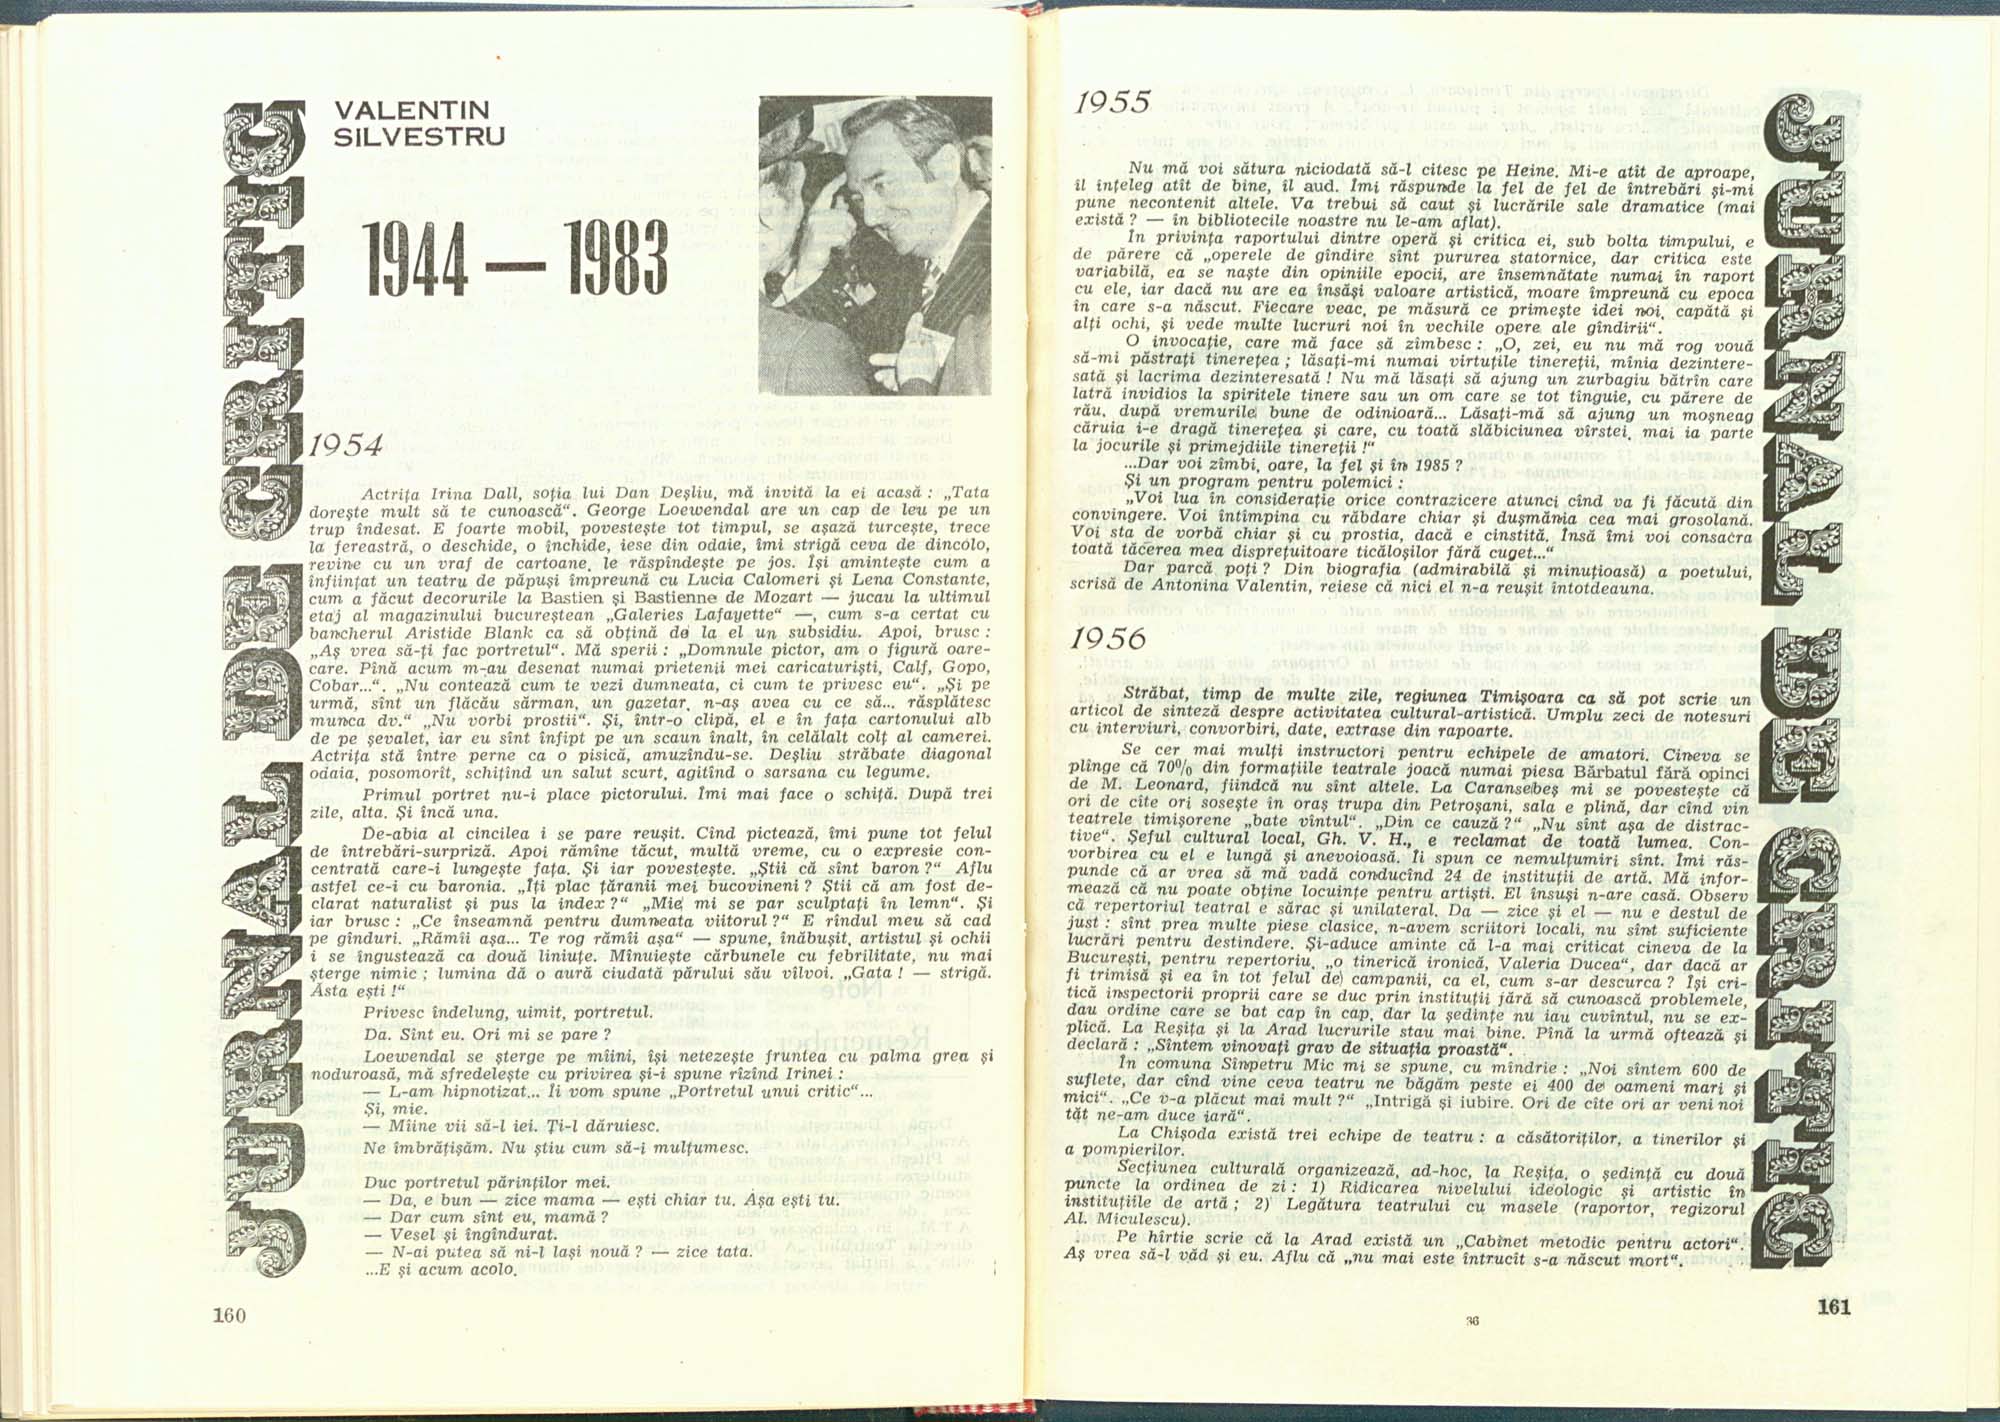 JURNAL DE CRITIC
VALENTIN
SILVESTRU
1944 — 1983
1954
Actrița Irina Dall, soția lui Dan Deșliu, mă invită la ei acasă : „Tata
dorește mult să te cunoască“. George Loewendal are un cap de leu pe un
trup îndesat. E foarte mobil, povestește tot timpul, se așază turcește, trece
la fereastră, o deschide, o închide, iese din odaie, îmi strigă ceva de dincolo,
revine cu un vraf de cartoane, le răspîndește pe jos. Își amintește cum a
înființat un teatru de păpuși împreună cu Lucia Calomeri și Lena Constante,
cum a făcut decorurile la Bastien și Bastienne de Mozart — jucau la ultimul
etaj al magazinului bucureștean „Galeries Lafayette“ —, cum s-a certat cu
bancherul Aristide Blank ca să obțină de la el un subsidiu. Apoi, brusc :
„Aș vrea să-ți fac portretul“. Mă sperii : „Domnule pictor, am o figură oare-
care. Pînă acum m-au desenat numai prietenii mei caricaturiști, Calf, Gopo,
Cobar...“. „Nu contează cum te vezi dumneata, ci cum te privesc eu“. „Și pe
urmă, sînt un flăcău sărman, un gazetar, n-aș avea cu ce să... răsplătesc
munca dv.“ „Nu vorbi prostii“. Și, într-o clipă, el e în fața cartonului alb
de pe șevalet, iar eu sînt înfipt pe un scaun înalt, în celălalt colț al camerei.
Actrița stă între perne ca o pisică, amuzîndu-se. Deșliu străbate diagonal
odaia, posomorît, schițînd un salut scurt, agitînd o sarsana cu legume.
Primul portret nu-i place pictorului. Îmi mai face o schiță. După trei
zile, alta. Și încă una.
De-abia al cincilea i se pare reușit. Cînd pictează, îmi pune tot felul
de întrebări-surpriză. Apoi rămîne tăcut, multă vreme, cu o expresie con-
centrată care-i lungește fața. Și iar povestește. „Știi că sînt baron ?“ Aflu
astfel ce-i cu baronia. „Îți plac țăranii mei bucovineni ? Știi că am fost de-
clarat naturalist și pus la index ?“ „Mie mi se par sculptați în lemn“. Și
iar brusc : „Ce înseamnă pentru dumneata viitorul ?“ E rîndul meu să cad
pe gînduri. „Rămîi așa... Te rog rămîi așa“ — spune, înăbușit, artistul și ochii
i se îngustează ca două liniuțe. Mînuiește cărbunele cu febrilitate, nu mai
șterge nimic ; lumina dă o aură ciudată părului său vîlvoi. „Gata ! — strigă.
Ăsta ești !“
Privesc îndelung, uimit, portretul.
Da. Sînt eu. Ori mi se pare ?
Loewendal se șterge pe mîini, își netezește fruntea cu palma grea și
noduroasă, mă sfredelește cu privirea și-i spune rîzînd Irinei :
— L-am hipnotizat... Îi vom spune „Portretul unui critic“...
Și, mie.
— Mîine vii să-l iei. Ți-l dăruiesc.
Ne îmbrățișăm. Nu știu cum să-i mulțumesc.
Duc portretul părinților mei.
— Da, e bun — zice mama — ești chiar tu. Așa ești tu.
— Dar cum sînt eu, mamă ?
— Vesel și îngîndurat.
— N-ai putea să ni-l lași nouă ? — zice tata.
...E și acum acolo.
160
1955
Nu mă voi sătura niciodată să-l citesc pe Heine. Mi-e atît de aproape,
îl înțeleg atît de bine, îl aud. Îmi răspunde la fel de fel de întrebări și-mi
pune necontenit altele. Va trebui să caut și lucrările sale dramatice (mai
există ? — în bibliotecile noastre nu le-am aflat).
În privința raportului dintre operă și critica ei, sub bolta timpului, e
de părere că „operele de gîndire sînt pururea statornice, dar critica este
variabilă, ea se naște din opiniile epocii, are însemnătate numai în raport
cu ele, iar dacă nu are ea însăși valoare artistică, moare împreună cu epoca
în care s-a născut. Fiecare veac, pe măsură ce primește idei noi, capătă și
alți ochi, și vede multe lucruri noi în vechile opere ale gîndirii“.
O invocație, care mă face să zîmbesc : „O, zei, eu nu mă rog vouă
să-mi păstrați tinerețea ; lăsați-mi numai virtuțile tinereții, mînia dezintere-
sată și lacrima dezinteresată ! Nu mă lăsați să ajung un zurbagiu bătrîn care
latră invidios la spiritele tinere sau un om care se tot tînguie, cu părere de
rău, după vremurile bune de odinioară... Lăsați-mă să ajung un moșneag
căruia i-e dragă tinerețea și care, cu toată slăbiciunea vîrstei, mai ia parte
la jocurile și primejdiile tinereții !“
...Dar voi zîmbi, oare, la fel și în 1985 ?
Și un program pentru polemici :
„Voi lua în considerație orice contrazicere atunci cînd va fi făcută din
convingere. Voi întîmpina cu răbdare chiar și dușmănia cea mai grosolană.
Voi sta de vorbă chiar și cu prostia, dacă e cinstită. Însă îmi voi consacra
toată tăcerea mea disprețuitoare ticăloșilor fără cuget...“
Dar parcă poți ? Din biografia (admirabilă și minuțioasă) a poetului,
scrisă de Antonina Valentin, reiese că nici el n-a reușit întotdeauna.
1956
Străbat, timp de multe zile, regiunea Timișoara ca să pot scrie un
articol de sinteză despre activitatea cultural-artistică. Umplu zeci de notesuri
cu interviuri, convorbiri, date, extrase din rapoarte.
Se cer mai mulți instructori pentru echipele de amatori. Cineva se
plînge că 70% din formațiile teatrale joacă numai piesa Bărbatul fără opinci
de M. Leonard, fiindcă nu sînt altele. La Caransebeș mi se povestește că
ori de cîte ori sosește în oraș trupa din Petroșani, sala e plină, dar cînd vin
teatrele timișorene „bate vîntul“. „Din ce cauză ?“ „Nu sînt așa de distrac-
tive“. Șeful cultural local, Gh. V. H., e reclamat de toată lumea. Con-
vorbirea cu el e lungă și anevoioasă. Îi spun ce nemulțumiri sînt. Îmi răs-
punde că ar vrea să mă vadă conducînd 24 de instituții de artă. Mă infor-
mează că nu poate obține locuințe pentru artiști. El însuși n-are casă. Observ
că repertoriul teatral e sărac și unilateral. Da — zice și el — nu e destul de
just : sînt prea multe piese clasice, n-avem scriitori locali, nu sînt suficiente
lucrări pentru destindere. Și-aduce aminte că l-a mai criticat cineva de la
București, pentru repertoriu, „o tinerică ironică, Valeria Ducea“, dar dacă ar
fi trimisă și ea în tot felul de campanii, ca el, cum s-ar descurca ? Își cri-
tică inspectorii proprii care se duc prin instituții fără să cunoască problemele,
dau ordine care se bat cap în cap, dar la ședințe nu iau cuvîntul, nu se ex-
plică. La Reșița și la Arad lucrurile stau mai bine. Pînă la urmă oftează și
declară : „Sîntem vinovați grav de situația proastă“.
În comuna Sînpetru Mic mi se spune, cu mîndrie : „Noi sîntem 600 de
suflete, dar cînd vine ceva teatru ne băgăm peste ei 400 de oameni mari și
mici“. „Ce v-a plăcut mai mult ?“ „Intrigă și iubire. Ori de cîte ori ar veni noi
tăt ne-am duce iară“.
La Chișoda există trei echipe de teatru : a căsătoriților, a tinerilor și
a pompierilor.
Secțiunea culturală organizează, ad-hoc, la Reșița, o ședință cu două
puncte la ordinea de zi : 1) Ridicarea nivelului ideologic și artistic în
instituțiile de artă ; 2) Legătura teatrului cu masele (raportor, regizorul
Al. Miculescu).
Pe hîrtie scrie că la Arad există un „Cabinet metodic pentru actori“.
Aș vrea să-l văd și eu. Aflu că „nu mai este întrucît s-a născut mort“.
JURNAL DE CRITIC
36
161